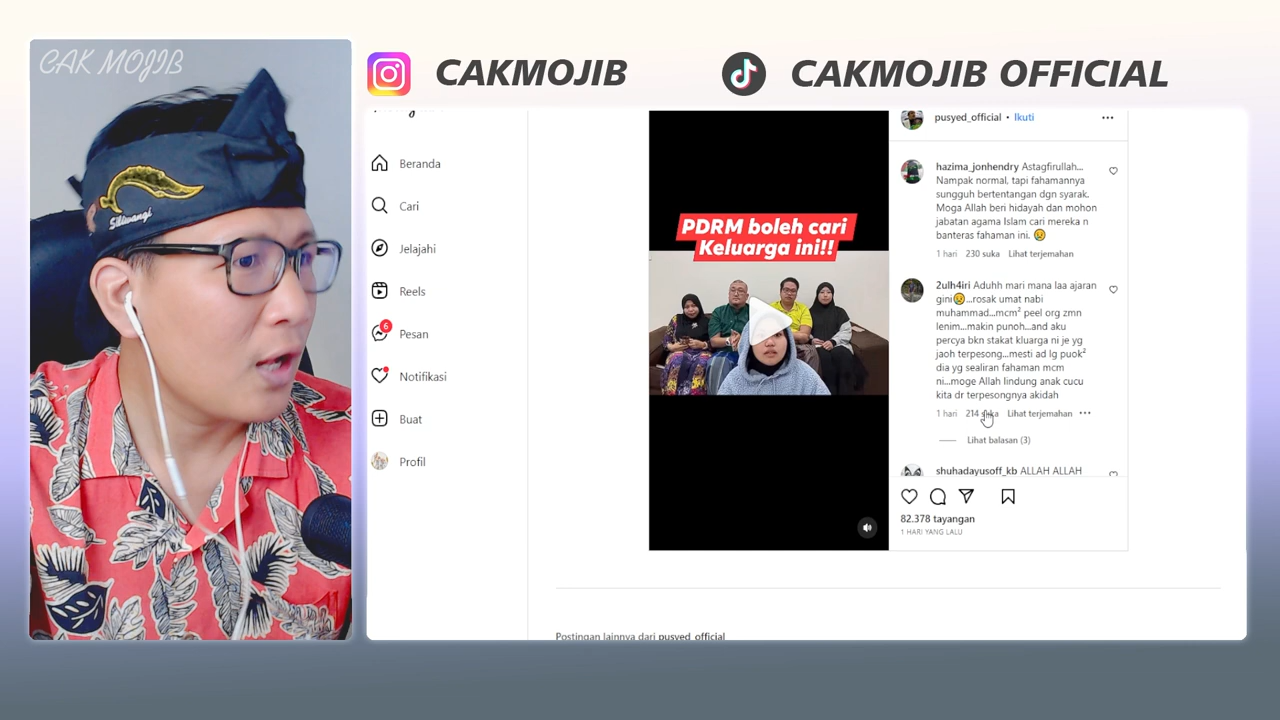 CAK MOJIB
CAKMOJIB
CAKMOJIB OFFICIAL
Siliwangi
Beranda
Cari
Jelajahi
Reels
6
Pesan
Notifikasi
Buat
Profil
PDRM boleh cari
Keluarga ini!!
pusyed_official • Ikuti
hazima_jonhendry Astagfirullah...
Nampak normal, tapi fahamannya
sungguh bertentangan dgn syarak.
Moga Allah beri hidayah dan mohon
jabatan agama Islam cari mereka n
banteras fahaman ini. 😢
1 hari 230 suka Lihat terjemahan
2ulh4iri Aduhh mari mana laa ajaran
gini😢...rosak umat nabi
muhammad...mcm² peel org zmn
lenim...makin punoh...and aku
percya bkn stakat kluarga ni je yg
jaoh terpesong...mesti ad lg puok²
dia yg sealiran fahaman mcm
ni...moge Allah lindung anak cucu
kita dr terpesongnya akidah
1 hari 214 suka Lihat terjemahan
Lihat balasan (3)
shuhadayusoff_kb ALLAH ALLAH
82.378 tayangan
1 HARI YANG LALU
Postingan lainnya dari pusyed_official